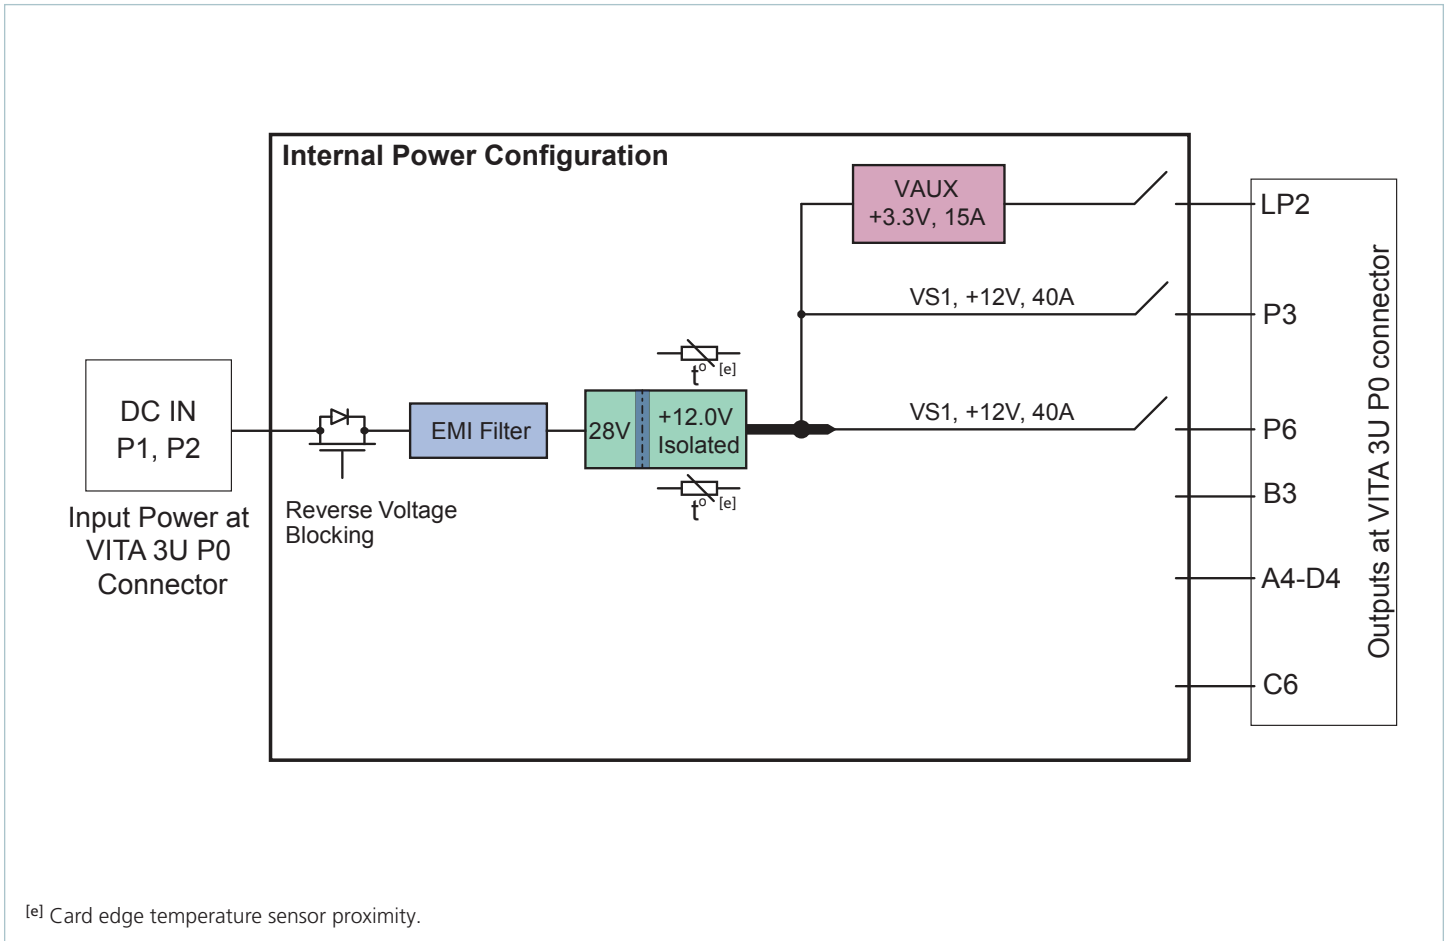 Internal Power Configuration
VAUX
+3.3V, 15A
LP2
VS1, +12V, 40A
P3
DC IN
P1, P2
Input Power at
VITA 3U P0
Connector
Reverse Voltage
Blocking
EMI Filter
28V
+12.0V
Isolated
t° [e]
t° [e]
VS1, +12V, 40A
P6
B3
A4-D4
C6
Outputs at VITA 3U P0 connector
[e] Card edge temperature sensor proximity.